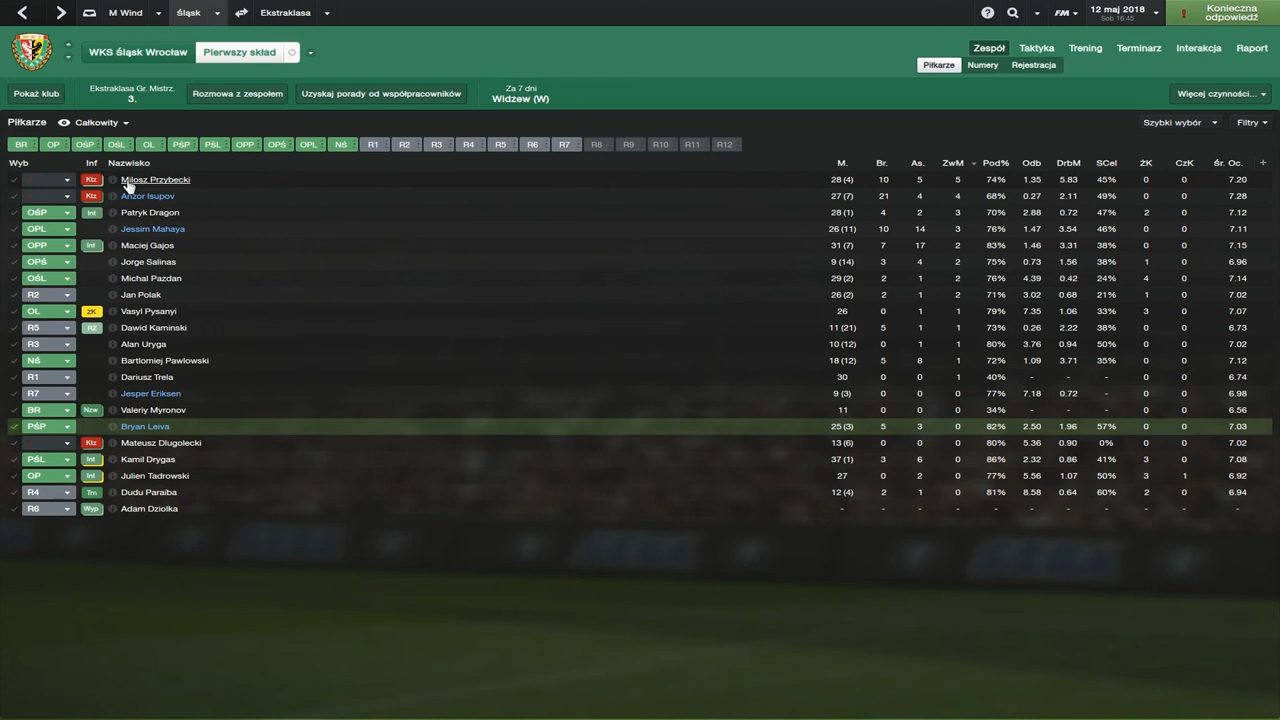 M Wind Śląsk Ekstraklasa FM 12 maj 2018 Sob 16:45 Konieczna odpowiedź
WKS Śląsk Wrocław Pierwszy skład Zespół Taktyka Trening Terminarz Interakcja Raport
Piłkarze Numery Rejestracja
Pokaż klub Ekstraklasa Gr. Mistrz. 3. Rozmowa z zespołem Uzyskaj porady od współpracowników Za 7 dni Widzew (W) Więcej czynności...
Piłkarze Całkowity Szybki wybór Filtry
BR OP OŚP OŚL OL PŚP PŚL OPP OPŚ OPL NŚ R1 R2 R3 R4 R5 R6 R7 R8 R9 R10 R11 R12
Wyb Inf Nazwisko M. Br. As. ZwM Pod% Odb DrbM SCel ŻK CzK Śr. Oc.
Ktz Milosz Przybecki 28 (4) 10 5 5 74% 1.35 5.83 45% 0 0 7.20
Ktz Anzor Isupov 27 (7) 21 4 4 68% 0.27 2.11 49% 0 0 7.28
OŚP Int Patryk Dragon 28 (1) 4 2 3 70% 2.88 0.72 47% 2 0 7.12
OPL Jessim Mahaya 26 (11) 10 14 3 76% 1.47 3.54 46% 0 0 7.11
OPP Int Maciej Gajos 31 (7) 7 17 2 83% 1.46 3.31 38% 0 0 7.15
OPŚ Jorge Salinas 9 (14) 3 4 2 75% 0.73 1.56 38% 1 0 6.96
OŚL Michal Pazdan 29 (2) 2 1 2 76% 4.39 0.42 24% 4 0 7.14
R2 Jan Polak 26 (2) 2 1 2 71% 3.02 0.68 21% 1 0 7.02
OL ŻK Vasyl Pysanyi 26 0 1 1 79% 7.35 1.06 33% 3 0 7.07
R5 RZ Dawid Kaminski 11 (21) 5 1 1 73% 0.26 2.22 38% 0 0 6.73
R3 Alan Uryga 10 (12) 0 1 1 80% 3.76 0.94 50% 0 0 7.02
NŚ Bartlomiej Pawlowski 18 (12) 5 8 1 72% 1.09 3.71 35% 0 0 7.12
R1 Dariusz Trela 30 0 0 1 40% - - - 0 0 6.74
R7 Jesper Eriksen 9 (3) 0 0 0 77% 7.18 0.72 - 0 0 6.98
BR Nzw Valeriy Myronov 11 0 0 0 34% - - - 0 0 6.56
PŚP Bryan Leiva 25 (3) 5 3 0 82% 2.50 1.96 57% 0 0 7.03
Ktz Mateusz Dlugolecki 13 (6) 0 1 0 80% 5.36 0.90 0% 0 0 7.02
PŚL Int Kamil Drygas 37 (1) 3 6 0 86% 2.32 0.86 41% 3 0 7.08
OP Int Julien Tadrowski 27 0 2 0 77% 5.56 1.07 50% 3 1 6.92
R4 Trn Dudu Paraíba 12 (4) 2 1 0 81% 8.58 0.64 60% 2 0 6.94
R6 Wyp Adam Dziolka - - - - - - - - - - -